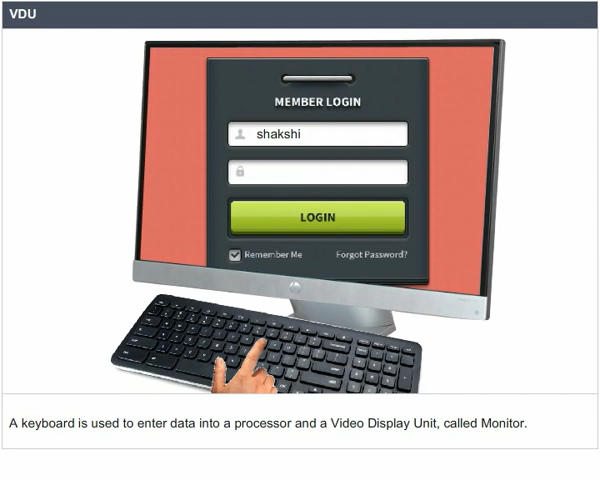 VDU
MEMBER LOGIN
shakshi
LOGIN
Remember Me Forgot Password?
hp
A keyboard is used to enter data into a processor and a Video Display Unit, called Monitor.